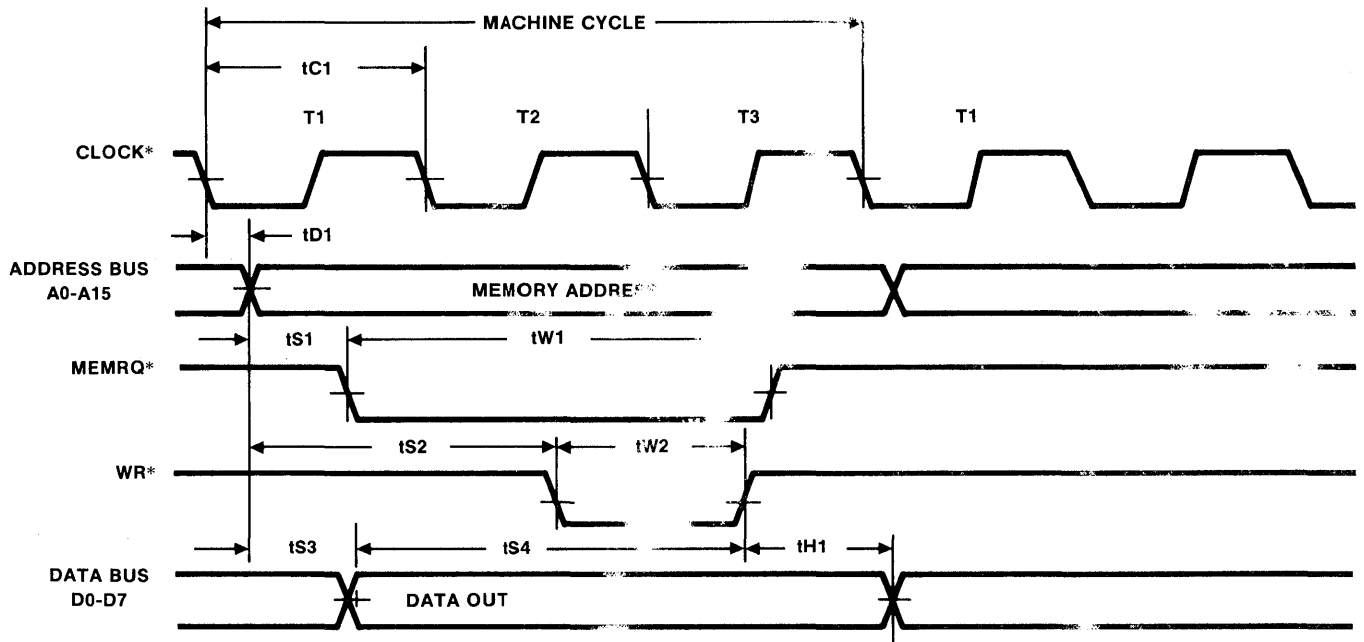 MACHINE CYCLE
tC1
T1 T2 T3 T1
CLOCK*
tD1
ADDRESS BUS
A0-A15
MEMORY
tS1 tW1
MEMRQ*
tS2 tW2
WR*
tS3 tS4 tH1
DATA BUS
D0-D7
DATA OUT